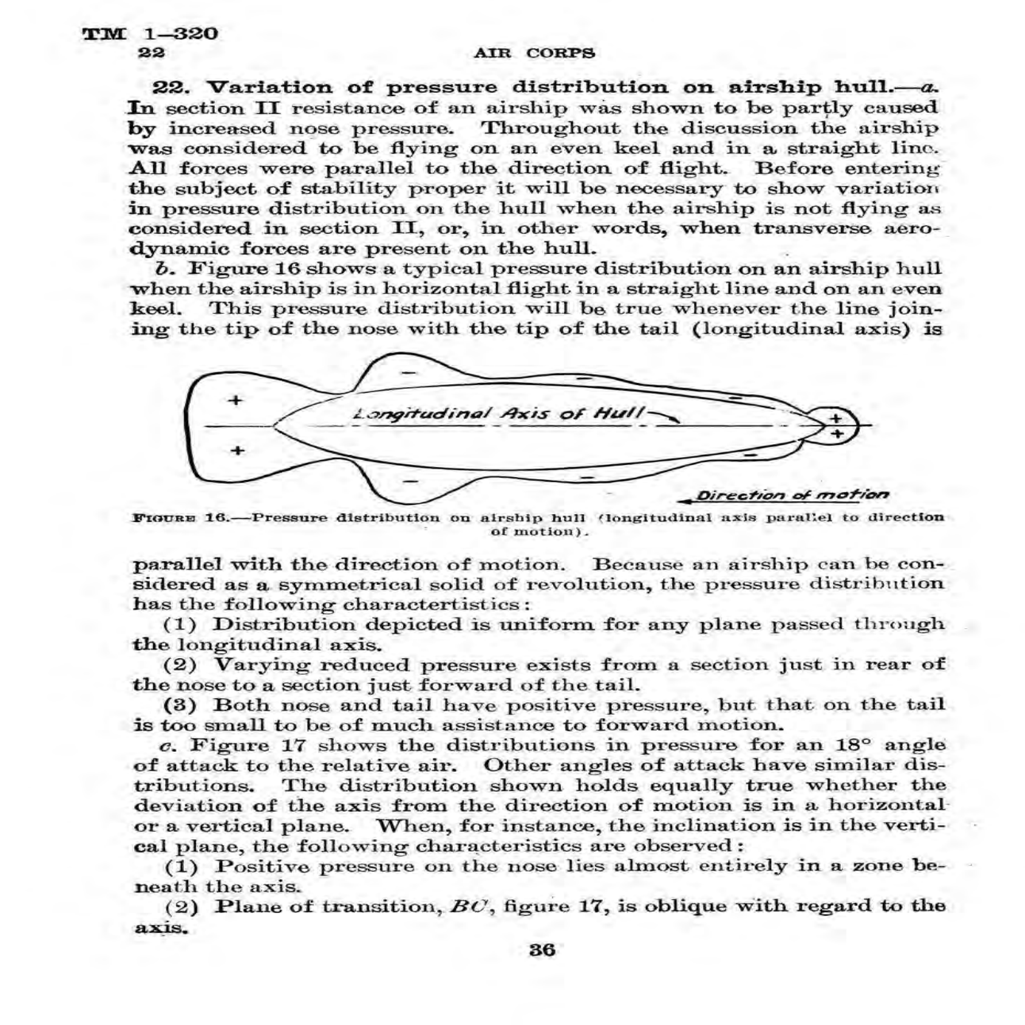 TM 1–320
22
AIR CORPS
22. Variation of pressure distribution on airship hull.—a.
In section II resistance of an airship was shown to be partly caused
by increased nose pressure. Throughout the discussion the airship
was considered to be flying on an even keel and in a straight line.
All forces were parallel to the direction of flight. Before entering
the subject of stability proper it will be necessary to show variation
in pressure distribution on the hull when the airship is not flying as
considered in section II, or, in other words, when transverse aero-
dynamic forces are present on the hull.
b. Figure 16 shows a typical pressure distribution on an airship hull
when the airship is in horizontal flight in a straight line and on an even
keel. This pressure distribution will be true whenever the line join-
ing the tip of the nose with the tip of the tail (longitudinal axis) is
+ – – – +
Longitudinal Axis of Hull
+ – – – +
Direction of motion
FIGURE 16.—Pressure distribution on airship hull (longitudinal axis parallel to direction
of motion).
parallel with the direction of motion. Because an airship can be con-
sidered as a symmetrical solid of revolution, the pressure distribution
has the following charactertistics:
(1) Distribution depicted is uniform for any plane passed through
the longitudinal axis.
(2) Varying reduced pressure exists from a section just in rear of
the nose to a section just forward of the tail.
(3) Both nose and tail have positive pressure, but that on the tail
is too small to be of much assistance to forward motion.
c. Figure 17 shows the distributions in pressure for an 18° angle
of attack to the relative air. Other angles of attack have similar dis-
tributions. The distribution shown holds equally true whether the
deviation of the axis from the direction of motion is in a horizontal
or a vertical plane. When, for instance, the inclination is in the verti-
cal plane, the following characteristics are observed:
(1) Positive pressure on the nose lies almost entirely in a zone be-
neath the axis.
(2) Plane of transition, BC, figure 17, is oblique with regard to the
axis.
36